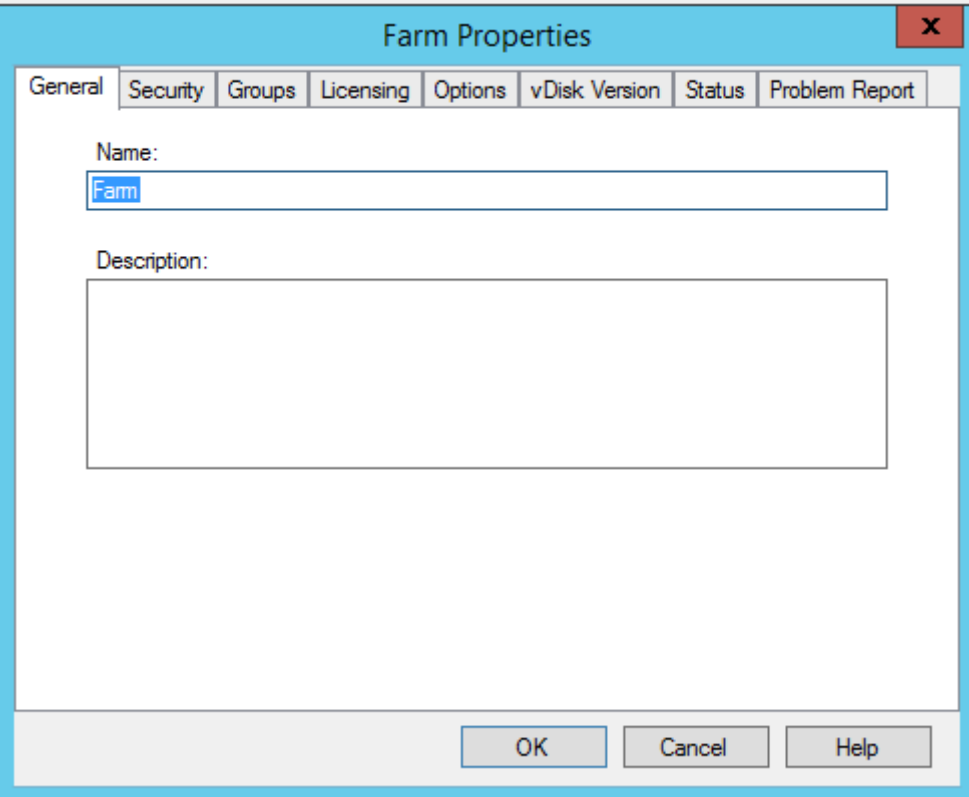 Farm Properties
x
General Security Groups Licensing Options vDisk Version Status Problem Report
Name:
Farm
Description:
OK Cancel Help